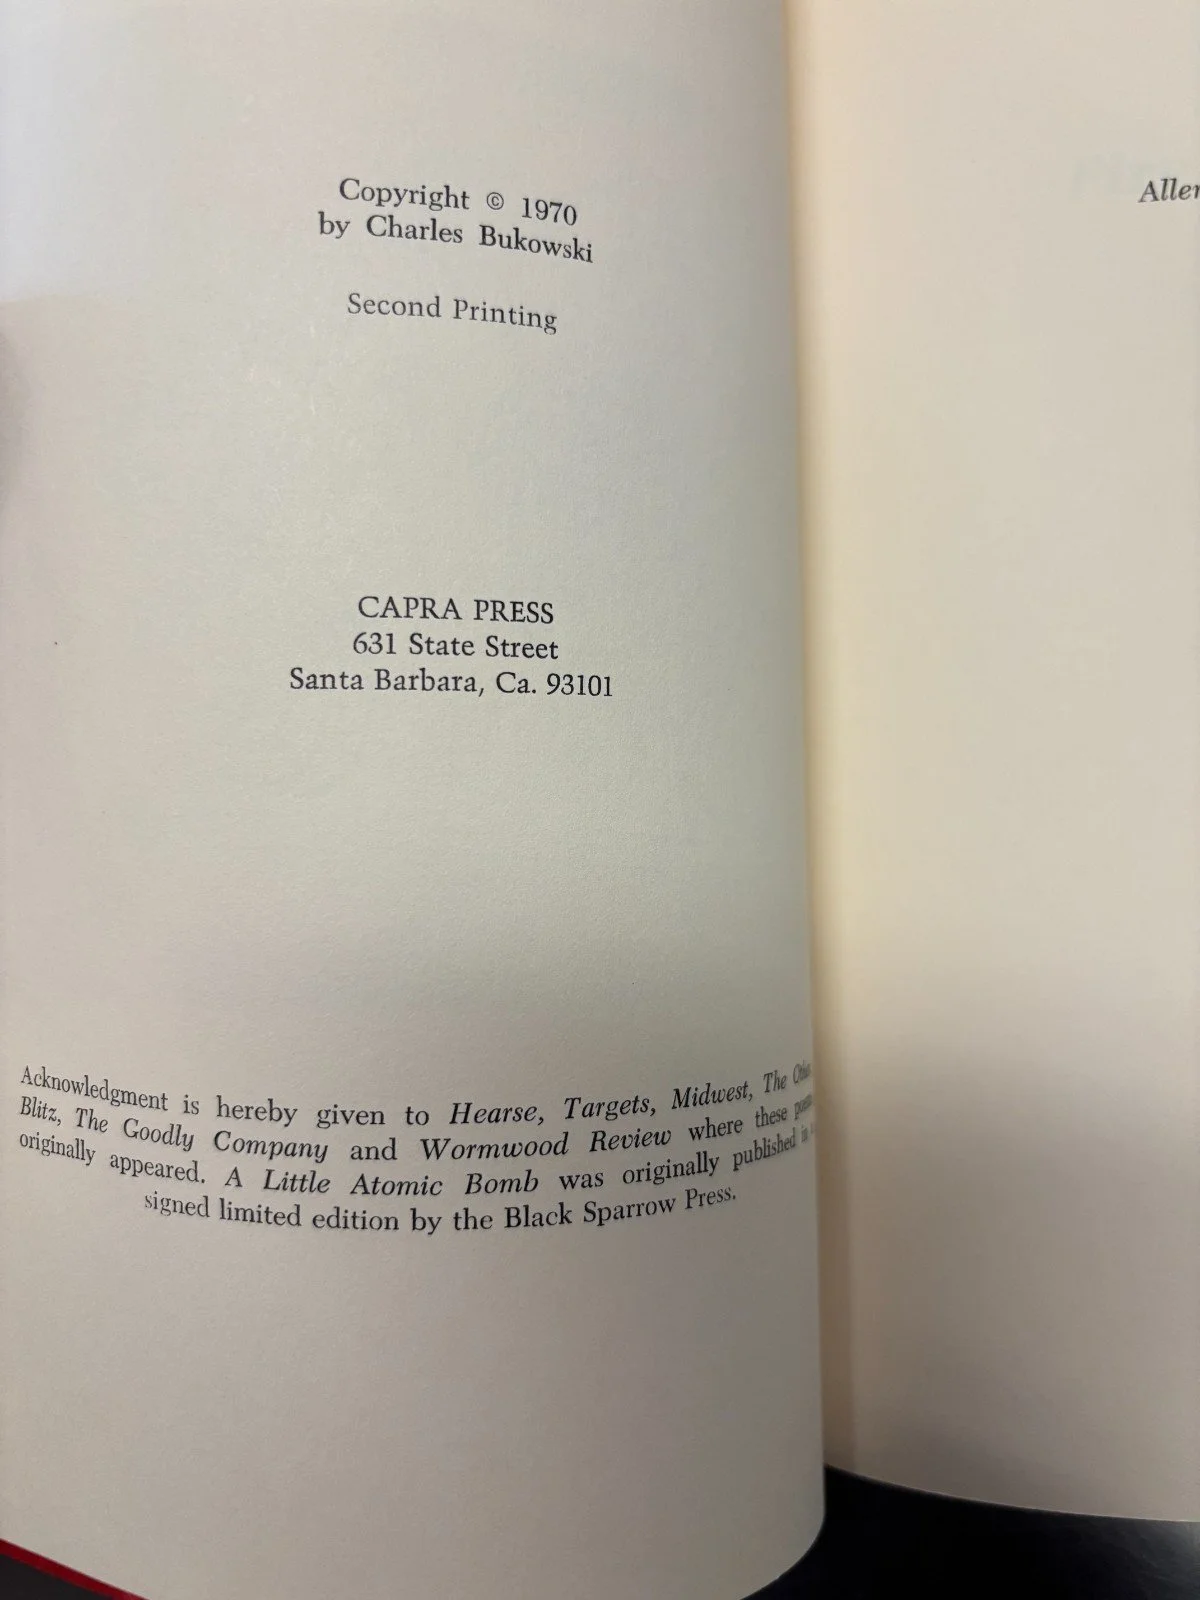 Copyright © 1970
by Charles Bukowski
Second Printing
CAPRA PRESS
631 State Street
Santa Barbara, Ca. 93101
Acknowledgment is hereby given to Hearse, Targets, Midwest, The
Blitz, The Goodly Company and Wormwood Review where these
originally appeared. A Little Atomic Bomb was originally published in
signed limited edition by the Black Sparrow Press.